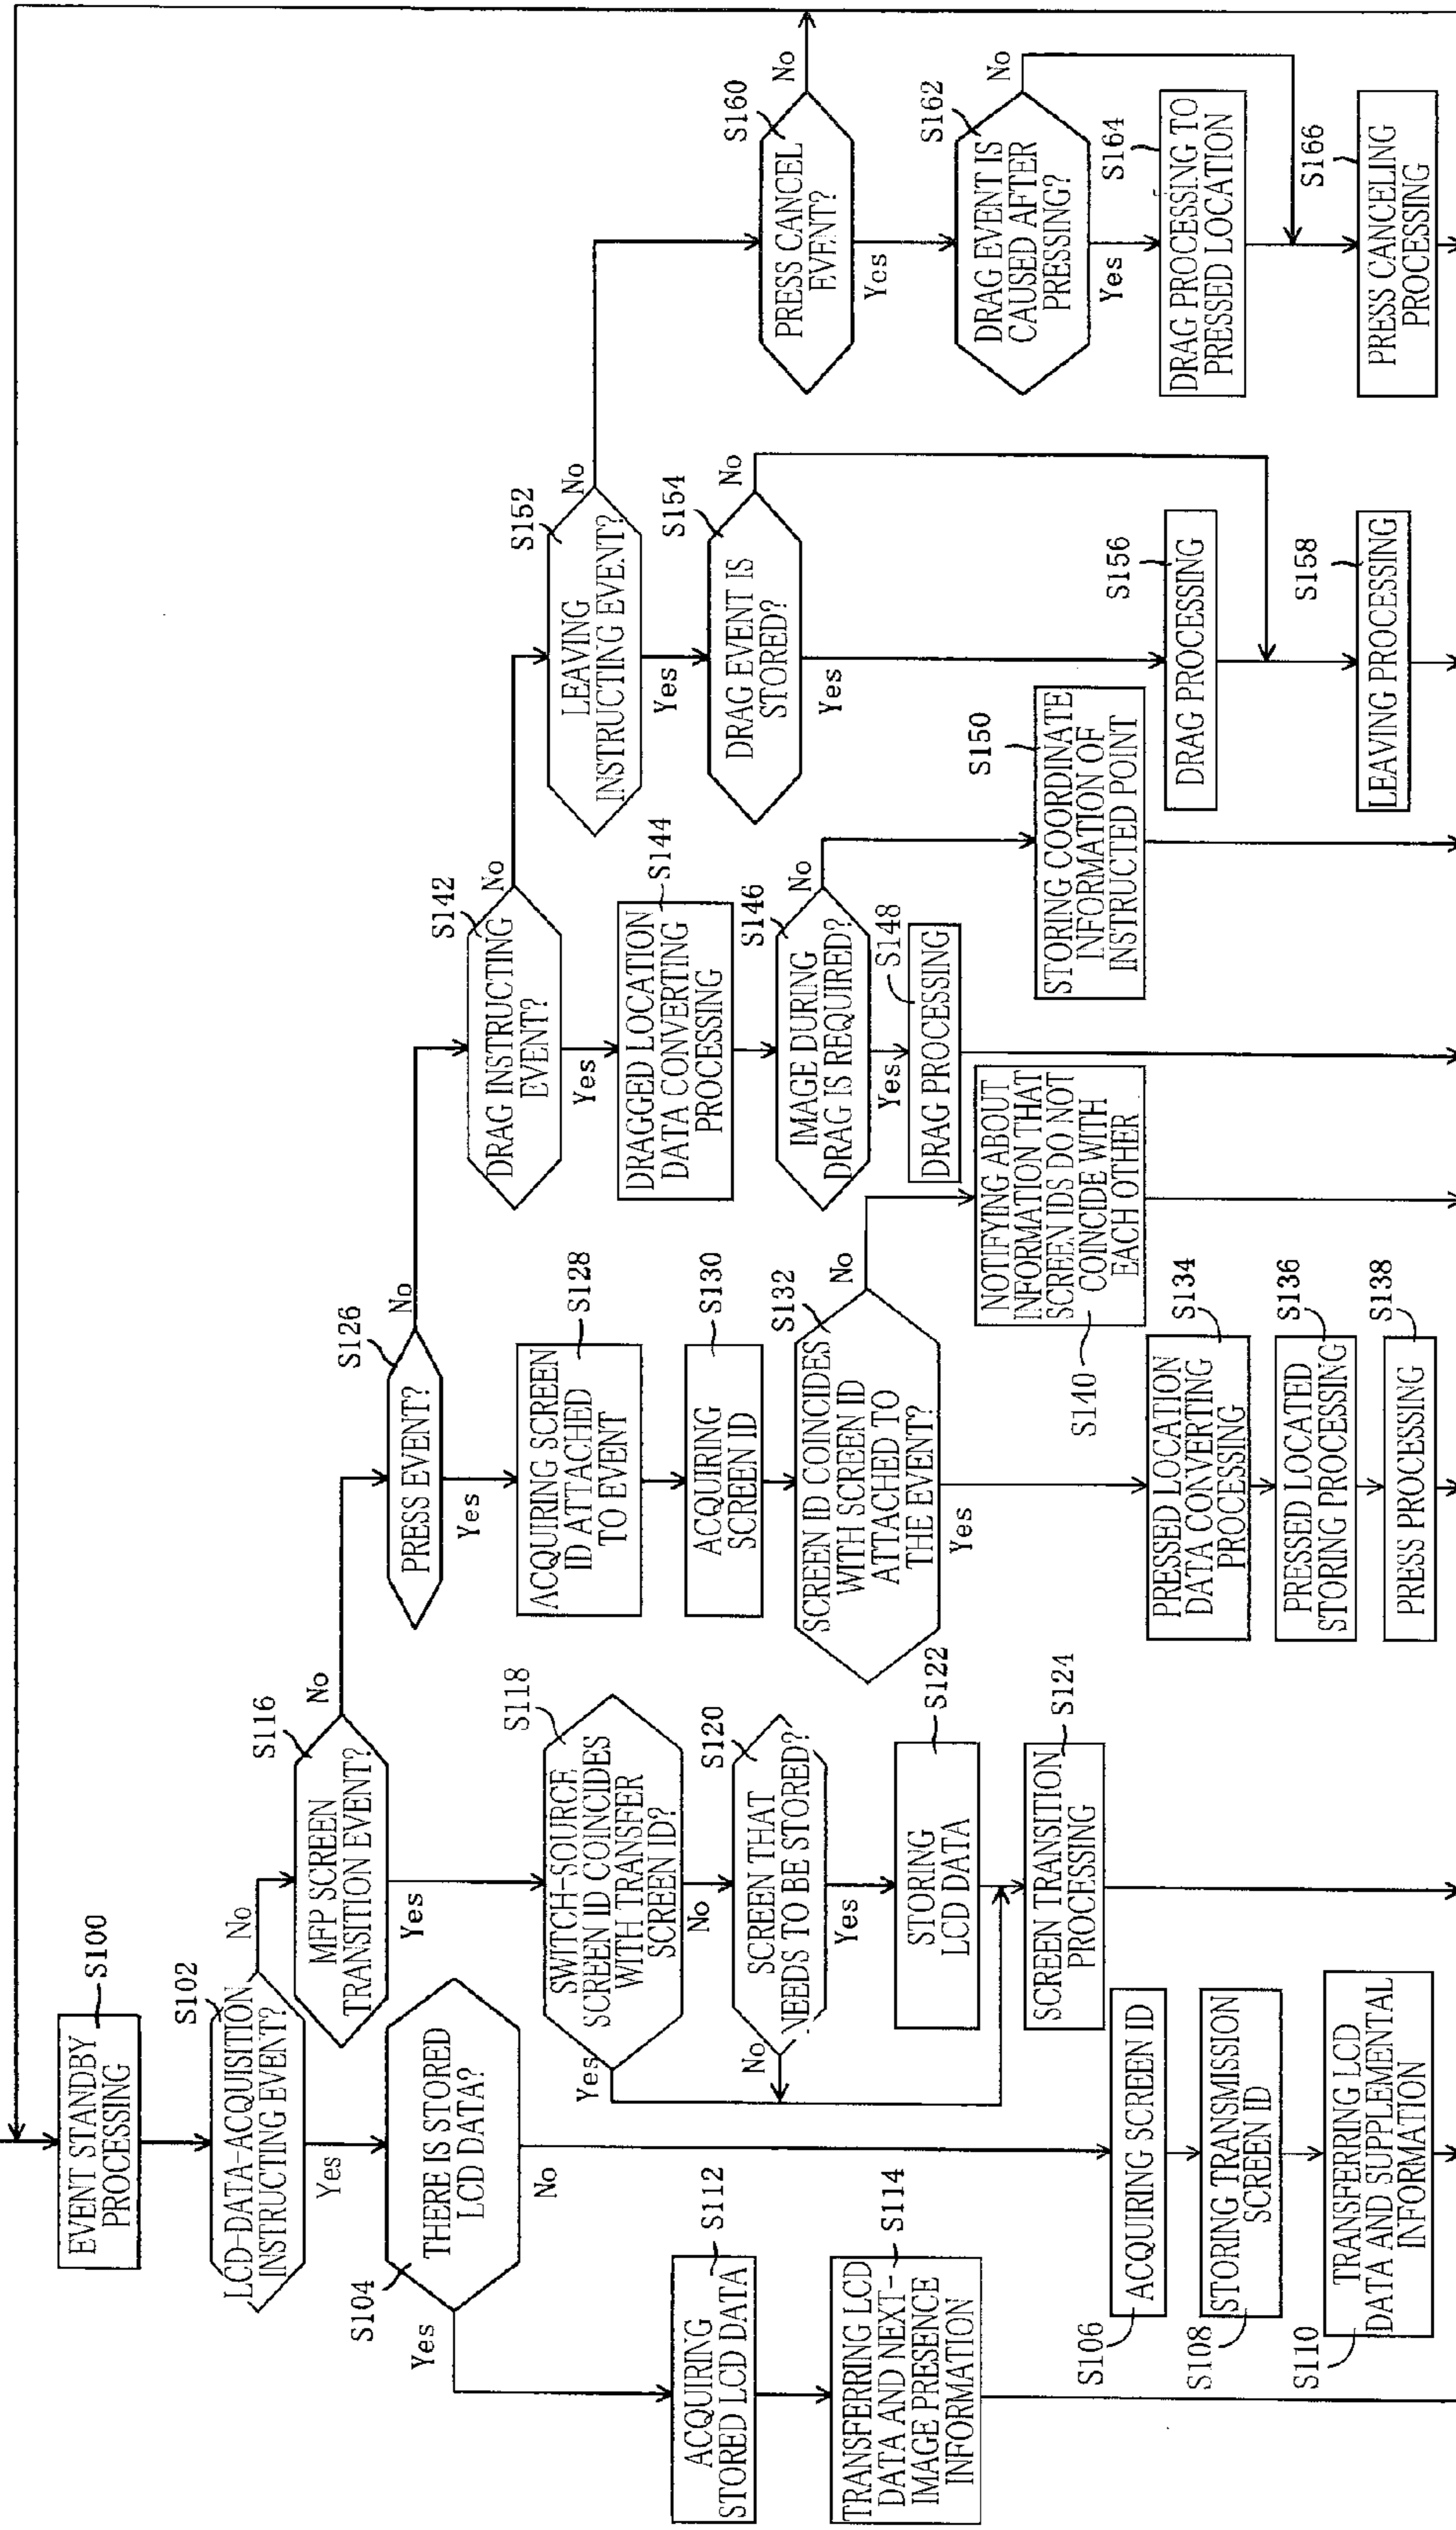 EVENT STANDBY
PROCESSING
S100
LCD-DATA-ACQUISITION
INSTRUCTING EVENT?
S102
No
Yes
THERE IS STORED
LCD DATA?
S104
Yes
No
ACQUIRING
STORED LCD DATA
S112
TRANSFERRING LCD
DATA AND NEXT-
IMAGE PRESENCE
INFORMATION
S114
ACQUIRING SCREEN ID
S106
STORING TRANSMISSION
SCREEN ID
S108
TRANSFERRING LCD
DATA AND SUPPLEMENTAL
INFORMATION
S110
MFP SCREEN
TRANSITION EVENT?
S116
No
Yes
SWITCH-SOURCE
SCREEN ID COINCIDES
WITH TRANSFER
SCREEN ID?
S118
Yes
No
SCREEN THAT
NEEDS TO BE STORED?
S120
No
Yes
STORING
LCD DATA
S122
SCREEN TRANSITION
PROCESSING
S124
PRESS EVENT?
S126
No
Yes
ACQUIRING SCREEN
ID ATTACHED
TO EVENT
S128
ACQUIRING
SCREEN ID
S130
SCREEN ID COINCIDES
WITH SCREEN ID
ATTACHED TO
THE EVENT?
S132
No
Yes
NOTIFYING ABOUT
INFORMATION THAT
SCREEN IDS DO NOT
COINCIDE WITH
EACH OTHER
S140
PRESSED LOCATION
DATA CONVERTING
PROCESSING
S134
PRESSED LOCATED
STORING PROCESSING
S136
PRESS PROCESSING
S138
DRAG INSTRUCTING
EVENT?
S142
No
Yes
DRAGGED LOCATION
DATA CONVERTING
PROCESSING
S144
IMAGE DURING
DRAG IS REQUIRED?
S146
No
Yes
DRAG PROCESSING
S148
STORING COORDINATE
INFORMATION OF
INSTRUCTED POINT
S150
LEAVING
INSTRUCTING EVENT?
S152
No
Yes
DRAG EVENT IS
STORED?
S154
No
Yes
DRAG PROCESSING
S156
LEAVING PROCESSING
S158
PRESS CANCEL
EVENT?
S160
No
Yes
DRAG EVENT IS
CAUSED AFTER
PRESSING?
S162
No
Yes
DRAG PROCESSING TO
PRESSED LOCATION
S164
PRESS CANCELING
PROCESSING
S166